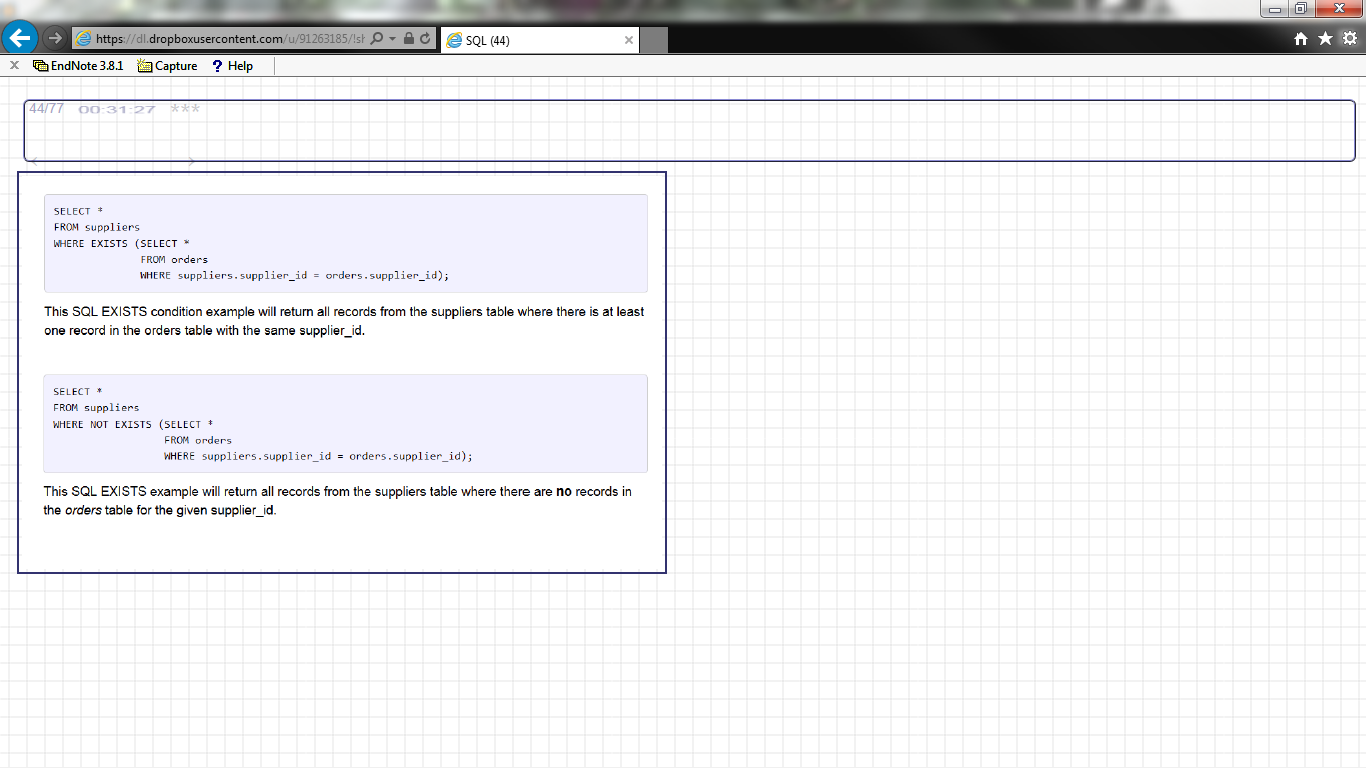 https://dl.dropboxusercontent.com/u/91263185/!sh
SQL (44)
x EndNote 3.8.1 Capture ? Help
44/77 00:31:27 ***
< >
SELECT *
FROM suppliers
WHERE EXISTS (SELECT *
FROM orders
WHERE suppliers.supplier_id = orders.supplier_id);
This SQL EXISTS condition example will return all records from the suppliers table where there is at least
one record in the orders table with the same supplier_id.
SELECT *
FROM suppliers
WHERE NOT EXISTS (SELECT *
FROM orders
WHERE suppliers.supplier_id = orders.supplier_id);
This SQL EXISTS example will return all records from the suppliers table where there are no records in
the orders table for the given supplier_id.